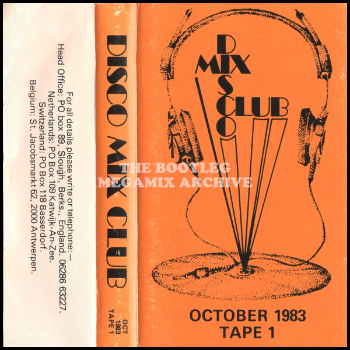 For all details please write or telephone:—
Head Office: PO box 89, Slough, Berks., England. 06286 63227.
Netherlands: PO Box 109 Katwijk-An-Zee.
Switzerland: PO Box 118 Basserdorf.
Belgium: St. Jacobsmarkt 62, 2000 Antwerpen.
DISCO MIX CLUB
OCT
1983
TAPE 1
DISCO
MIX
CLUB
THE BOOTLEG
MEGAMIX ARCHIVE
OCTOBER 1983
TAPE 1